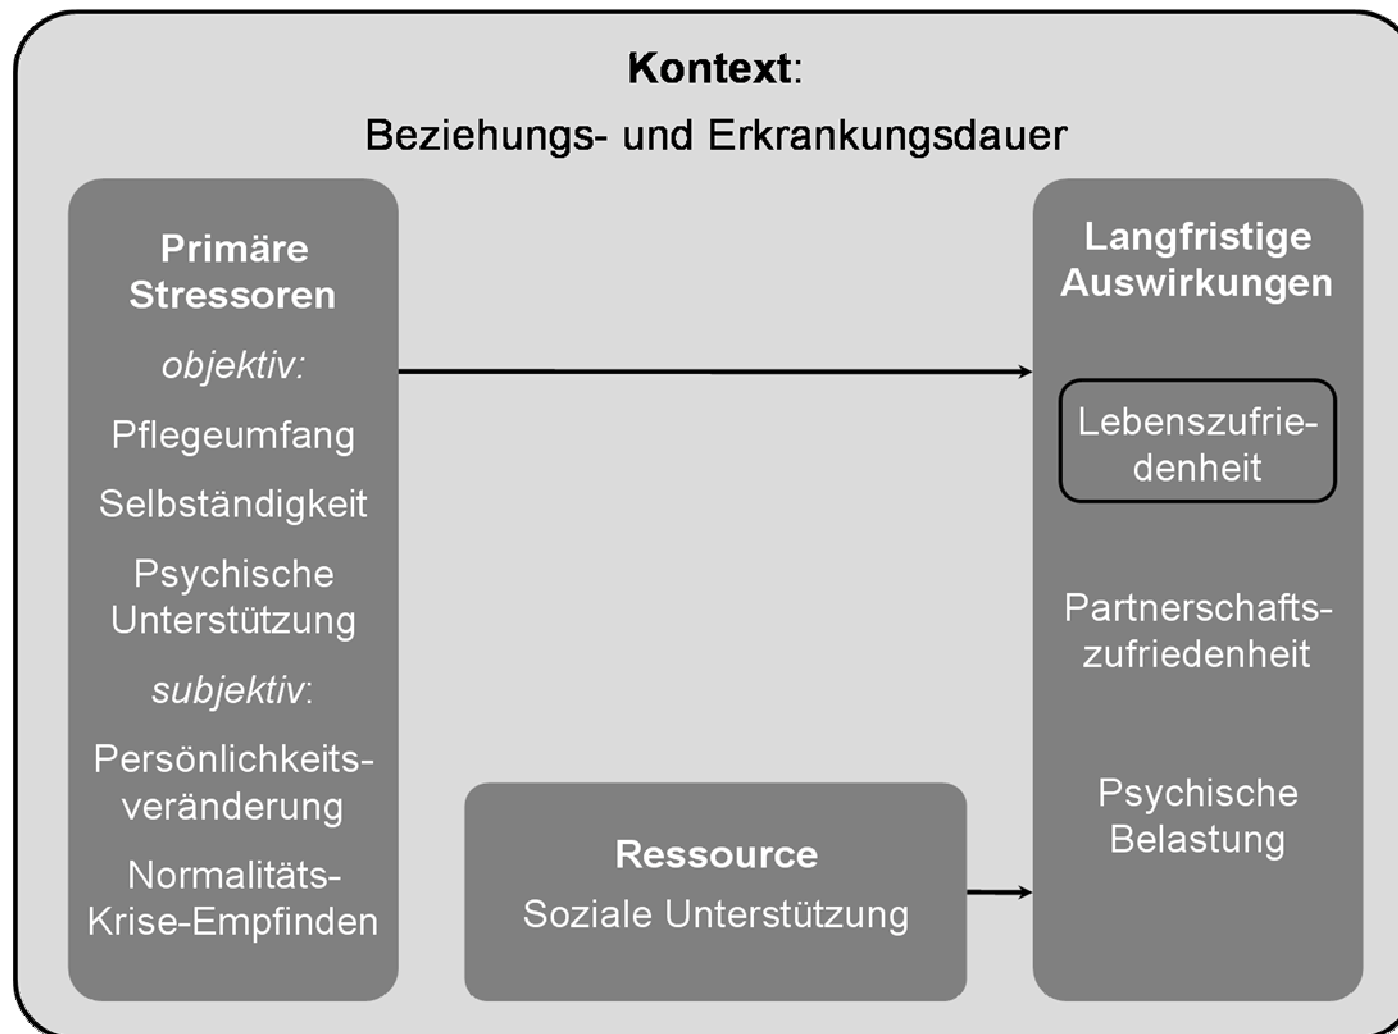 Kontext:
Beziehungs- und Erkrankungsdauer
Primäre
Stressoren
objektiv:
Pflegeumfang
Selbständigkeit
Psychische
Unterstützung
subjektiv:
Persönlichkeits-
veränderung
Normalitäts-
Krise-Empfinden
Ressource
Soziale Unterstützung
Langfristige
Auswirkungen
Lebenszufrie-
denheit
Partnerschafts-
zufriedenheit
Psychische
Belastung